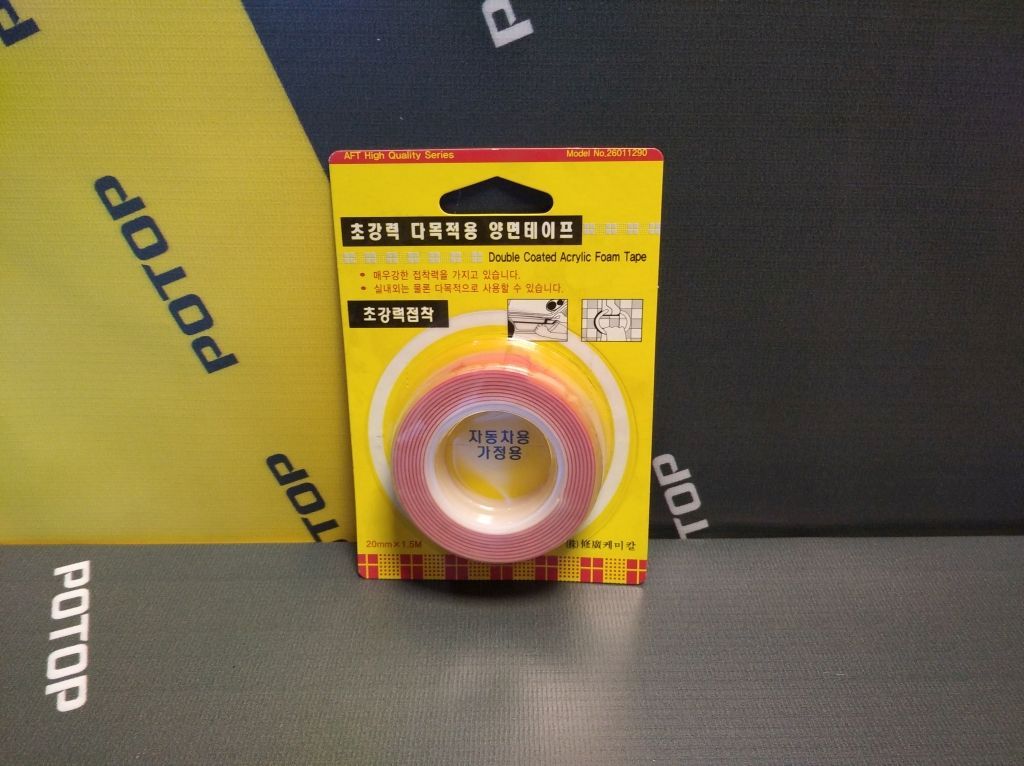 AFT High Quality Series
Model No.26011290
초강력 다목적용 양면테이프
Double Coated Acrylic Foam Tape
• 매우강한 접착력을 가지고 있습니다.
• 실내외는 물론 다목적으로 사용할 수 있습니다.
초강력접착
자동차용
가정용
20mm×1.5M
㈱修廣케미칼
POTOP
POTOP
TOP
POTOP